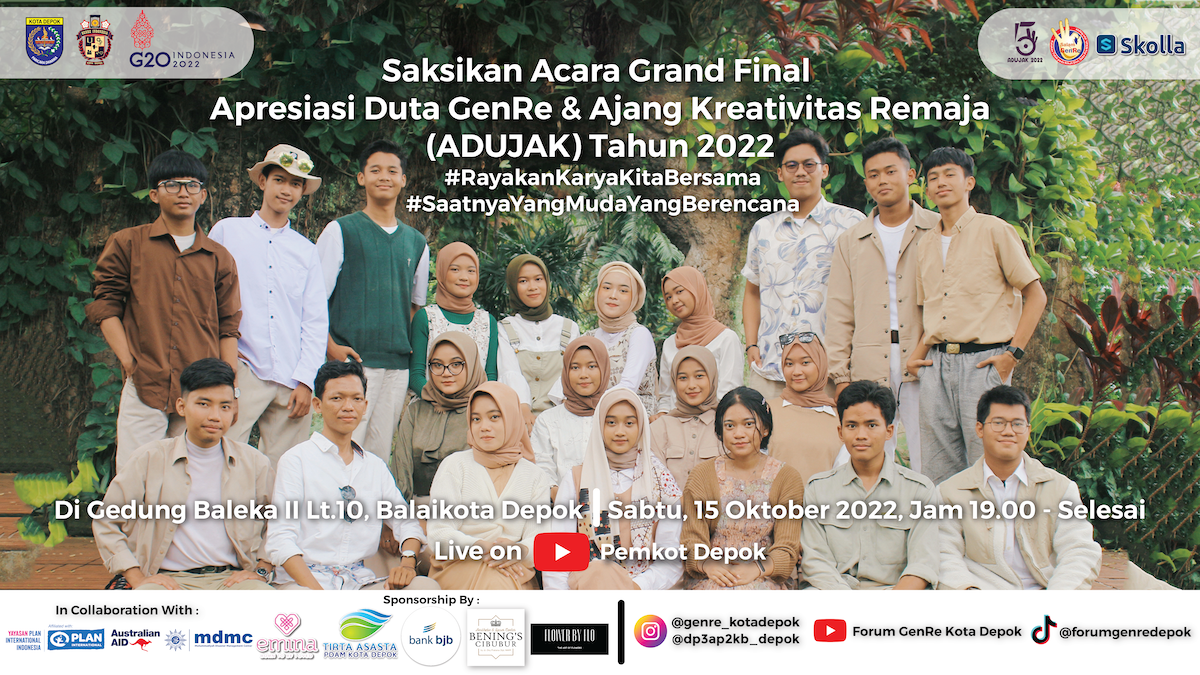 KOTA DEPOK
G20 INDONESIA
2022
ADUJAK 2022
GenRe
Skolla
Saksikan Acara Grand Final
Apresiasi Duta GenRe & Ajang Kreativitas Remaja
(ADUJAK) Tahun 2022
#RayakanKaryaKitaBersama
#SaatnyaYangMudaYangBerencana
Di Gedung Baleka II Lt.10, Balaikota Depok | Sabtu, 15 Oktober 2022, Jam 19.00 - Selesai
Live on Pemkot Depok
In Collaboration With :
YAYASAN PLAN
INTERNATIONAL
INDONESIA
Affiliated with
PLAN
INTERNATIONAL
Australian
AID
mdmc
Sponsorship By :
emina
TIRTA ASASTA
PDAM KOTA DEPOK
bank bjb
BENING'S
CIBUBUR
FLOWER BY FLO
@genre_kotadepok
@dp3ap2kb_depok
Forum GenRe Kota Depok
@forumgenredepok